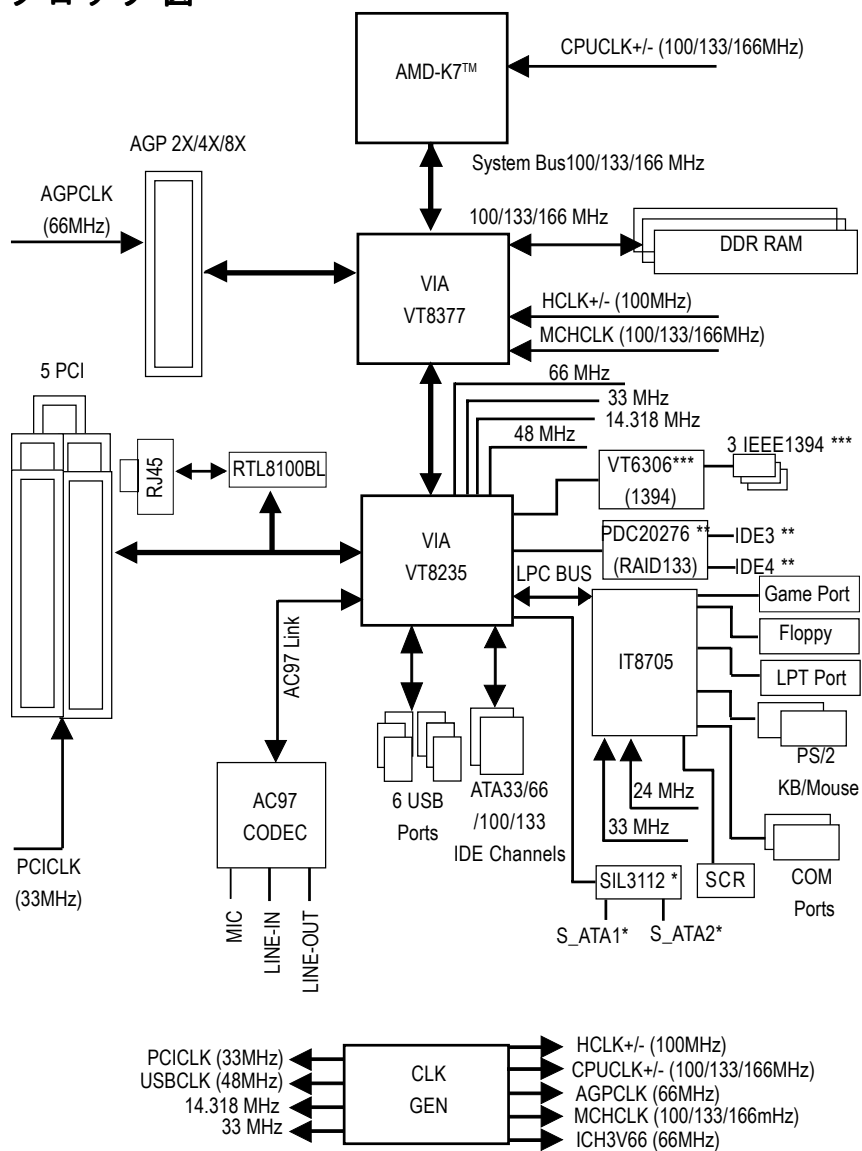 ブロック図
AMD-K7™
CPUCLK+/- (100/133/166MHz)
AGP 2X/4X/8X
System Bus100/133/166 MHz
AGPCLK
(66MHz)
100/133/166 MHz
DDR RAM
VIA
VT8377
HCLK+/- (100MHz)
MCHCLK (100/133/166MHz)
66 MHz
33 MHz
14.318 MHz
48 MHz
5 PCI
RJ45
RTL8100BL
3 IEEE1394 ***
VT6306***
(1394)
VIA
VT8235
PDC20276 **
(RAID133)
IDE3 **
IDE4 **
LPC BUS
Game Port
Floppy
LPT Port
IT8705
PS/2
KB/Mouse
AC97 Link
24 MHz
33 MHz
AC97
CODEC
6 USB
Ports
ATA33/66
/100/133
IDE Channels
PCICLK
(33MHz)
SIL3112 *
SCR
COM
Ports
MIC
LINE-IN
LINE-OUT
S_ATA1*
S_ATA2*
PCICLK (33MHz)
USBCLK (48MHz)
14.318 MHz
33 MHz
CLK
GEN
HCLK+/- (100MHz)
CPUCLK+/- (100/133/166MHz)
AGPCLK (66MHz)
MCHCLK (100/133/166mHz)
ICH3V66 (66MHz)